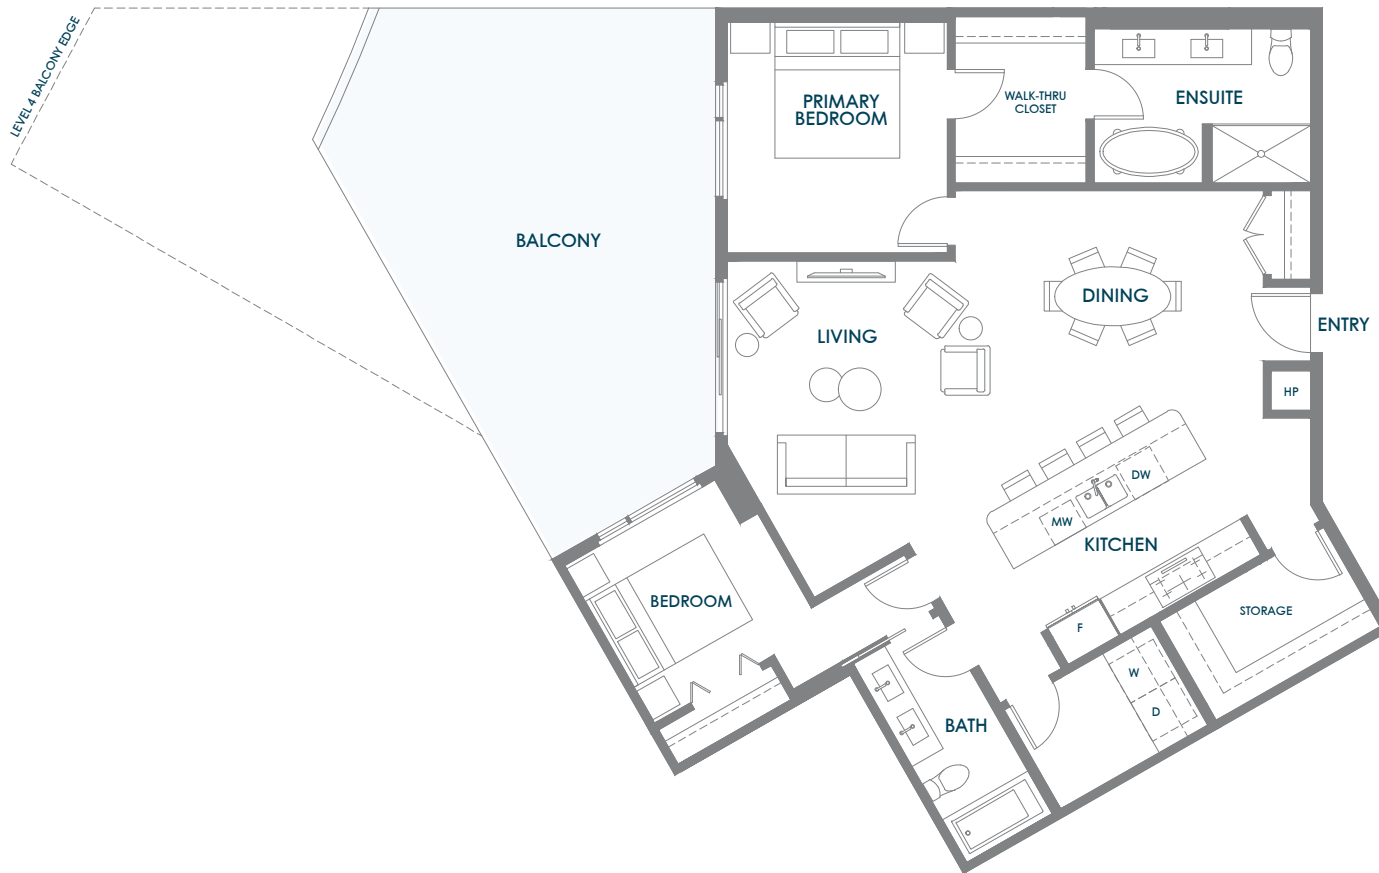 LEVEL 4 BALCONY EDGE
PRIMARY
BEDROOM
WALK-THRU
CLOSET
ENSUITE
BALCONY
DINING
ENTRY
LIVING
HP
DW
MW
KITCHEN
BEDROOM
STORAGE
F
W
D
BATH